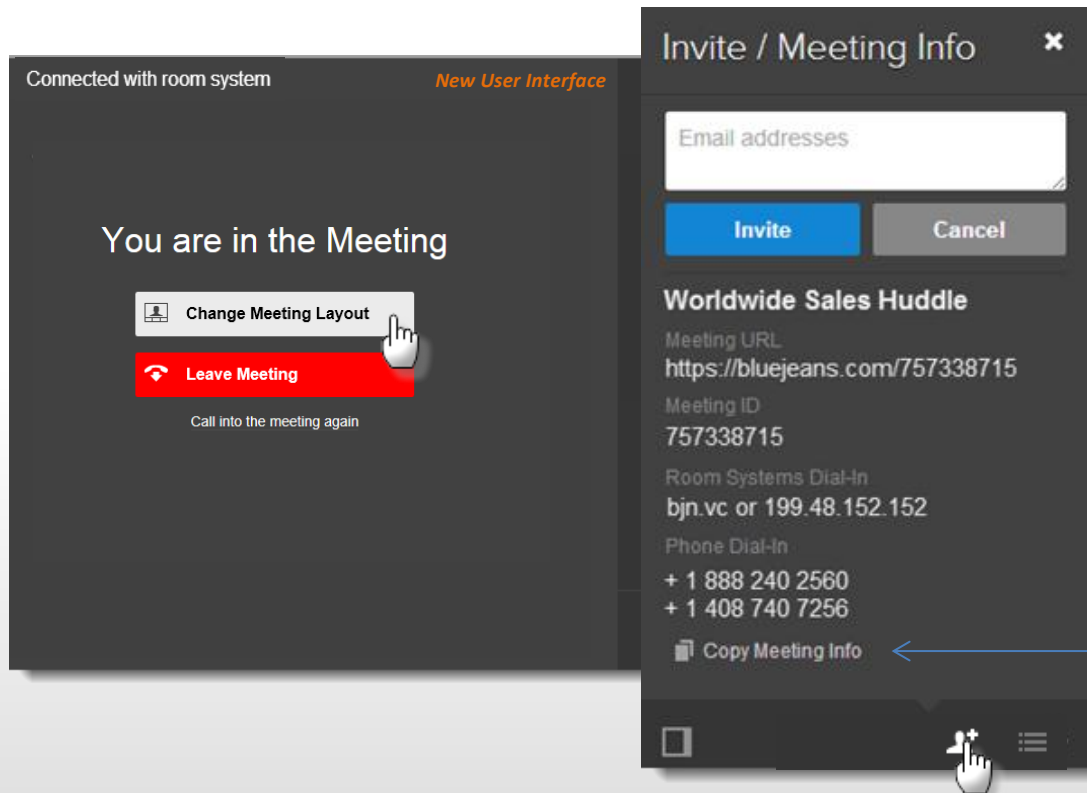 Connected with room system
New User Interface
You are in the Meeting
Change Meeting Layout
Leave Meeting
Call into the meeting again
Invite / Meeting Info
Email addresses
Invite
Cancel
Worldwide Sales Huddle
Meeting URL
https://bluejeans.com/757338715
Meeting ID
757338715
Room Systems Dial-In
bjn.vc or 199.48.152.152
Phone Dial-In
+ 1 888 240 2560
+ 1 408 740 7256
Copy Meeting Info